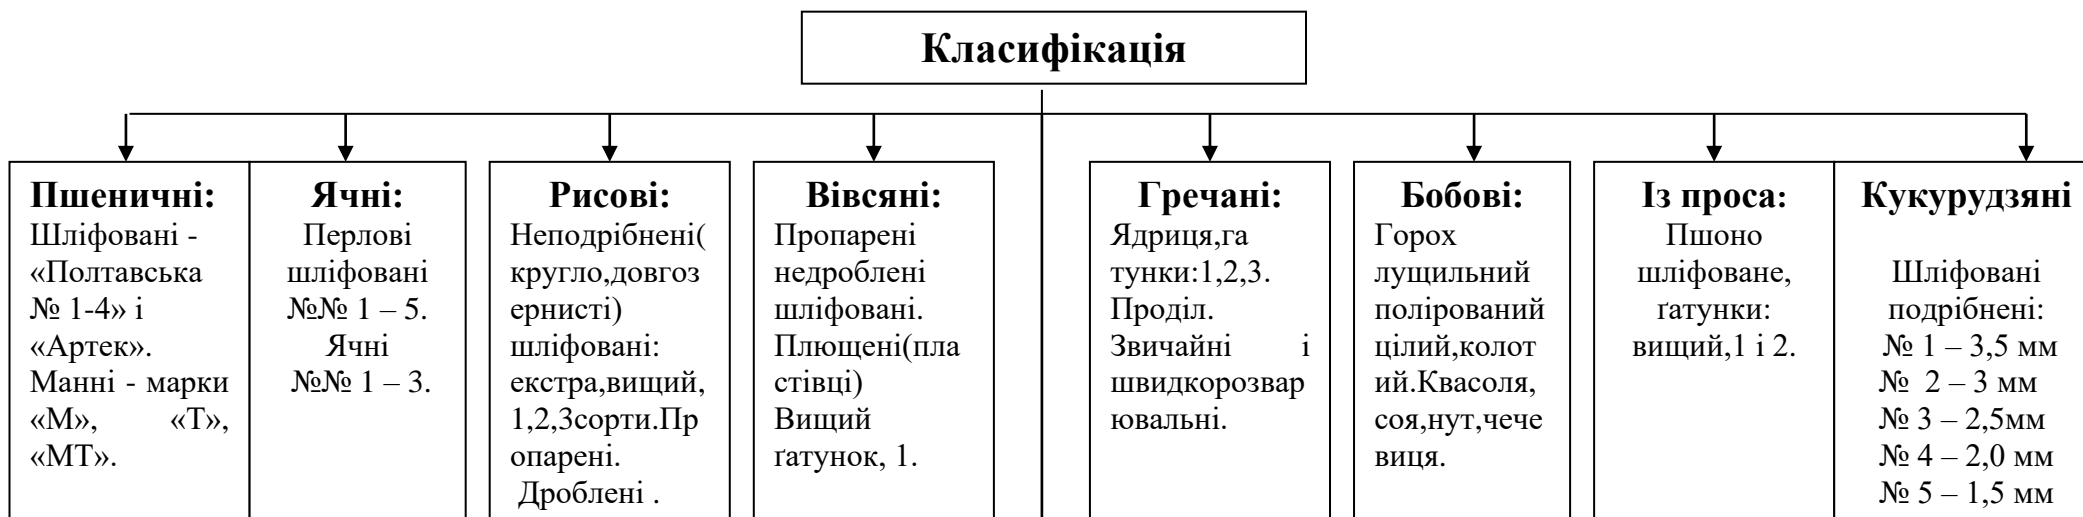 Класифікація
Пшеничні:
Шліфовані -
«Полтавська
№ 1-4» і
«Артек».
Манні - марки
«М», «Т»,
«МТ».
Ячні:
Перлові
шліфовані
№№ 1 – 5.
Ячні
№№ 1 – 3.
Рисові:
Неподрібнені(
кругло,довгоз
ернисті)
шліфовані:
екстра,вищий,
1,2,3сорти.Пр
опарені.
Дроблені .
Вівсяні:
Пропарені
недроблені
шліфовані.
Плющені(пла
стівці)
Вищий
ґатунок, 1.
Гречані:
Ядриця,га
тунки:1,2,3.
Проділ.
Звичайні і
швидкорозвар
ювальні.
Бобові:
Горох
лущильний
полірований
цілий,колот
ий.Квасоля,
соя,нут,чече
виця.
Із проса:
Пшоно
шліфоване,
ґатунки:
вищий,1 і 2.
Кукурудзяні
Шліфовані
подрібнені:
№ 1 – 3,5 мм
№ 2 – 3 мм
№ 3 – 2,5мм
№ 4 – 2,0 мм
№ 5 – 1,5 мм